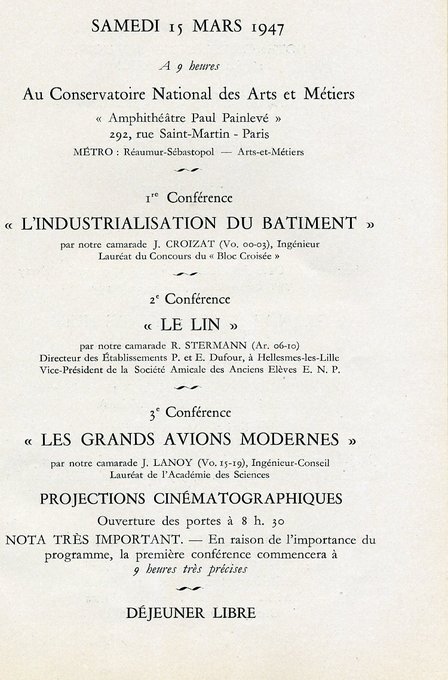 SAMEDI 15 MARS 1947
A 9 heures
Au Conservatoire National des Arts et Métiers
« Amphithéâtre Paul Painlevé »
292, rue Saint-Martin - Paris
MÉTRO : Réaumur-Sébastopol — Arts-et-Métiers
1re Conférence
« L'INDUSTRIALISATION DU BATIMENT »
par notre camarade J. CROIZAT (Vo. 00-03), Ingénieur
Lauréat du Concours du « Bloc Croisée »
2e Conférence
« LE LIN »
par notre camarade R. STERMANN (Ar. 06-10)
Directeur des Établissements P. et E. Dufour, à Hellesmes-les-Lille
Vice-Président de la Société Amicale des Anciens Elèves E. N. P.
3e Conférence
« LES GRANDS AVIONS MODERNES »
par notre camarade J. LANOY (Vo. 15-19), Ingénieur-Conseil
Lauréat de l'Académie des Sciences
PROJECTIONS CINÉMATOGRAPHIQUES
Ouverture des portes à 8 h. 30
NOTA TRÈS IMPORTANT. — En raison de l'importance du
programme, la première conférence commencera à
9 heures très précises
DÉJEUNER LIBRE